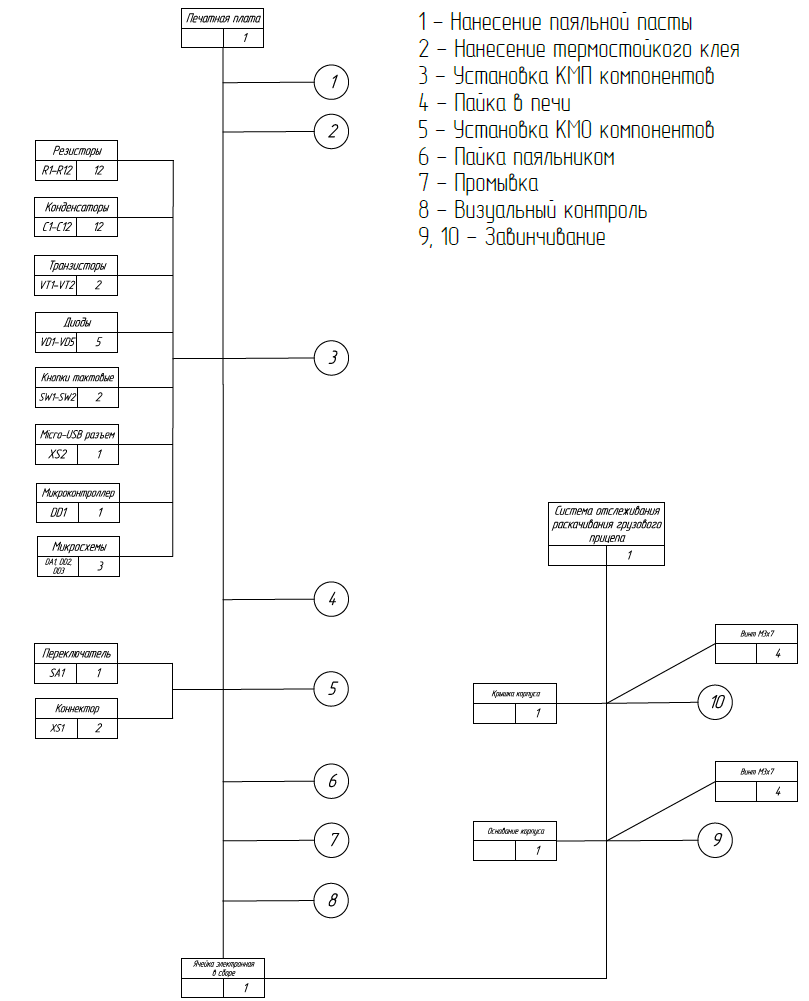 Печатная плата
1
1 – Нанесение паяльной пасты
2 – Нанесение термостойкого клея
3 – Установка КМП компонентов
4 – Пайка в печи
5 – Установка КМО компонентов
6 – Пайка паяльником
7 – Промывка
8 – Визуальный контроль
9, 10 – Завинчивание
1
2
Резисторы
R1-R12 12
Конденсаторы
C1-C12 12
Транзисторы
VT1-VT2 2
Диоды
VD1-VD5 5
Кнопки тактовые
SW1-SW2 2
Micro-USB разъем
XS2 1
Микроконтроллер
DD1 1
Микросхемы
DA1, DD2,
DD3
3
3
4
Переключатель
SA1 1
Коннектор
XS1 2
5
6
7
8
Ячейка электронная
в сборе
1
Система отслеживания
раскачивания грузового
прицепа
1
Винт М3х7
4
Крышка корпуса
1
10
Винт М3х7
4
Основание корпуса
1
9